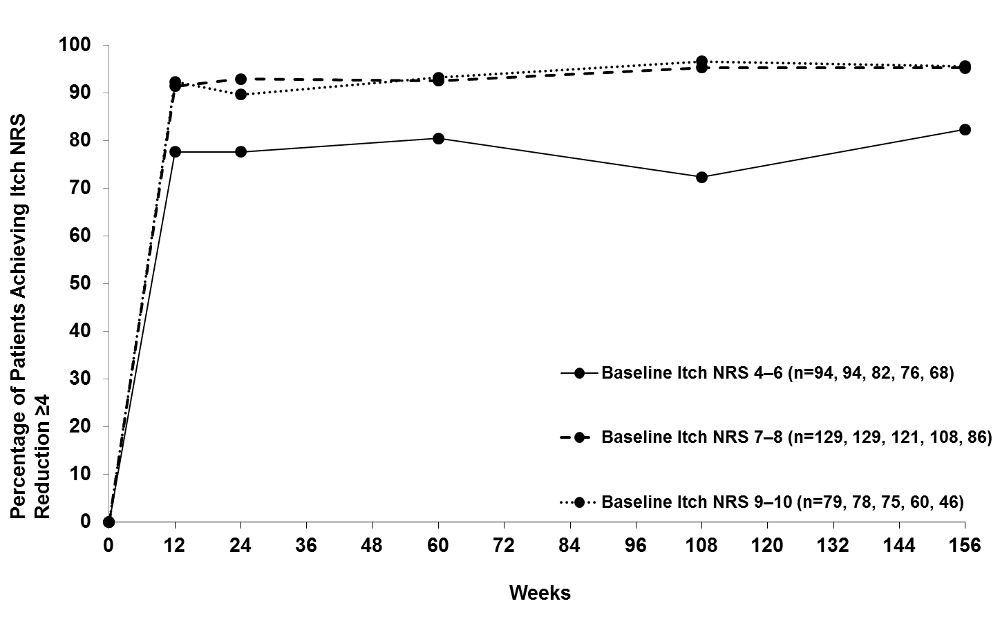 Percentage of Patients Achieving Itch NRS
Reduction ≥4
100
90
80
70
60
50
40
30
20
10
0
Baseline Itch NRS 4–6 (n=94, 94, 82, 76, 68)
Baseline Itch NRS 7–8 (n=129, 129, 121, 108, 86)
Baseline Itch NRS 9–10 (n=79, 78, 75, 60, 46)
0 12 24 36 48 60 72 84 96 108 120 132 144 156
Weeks